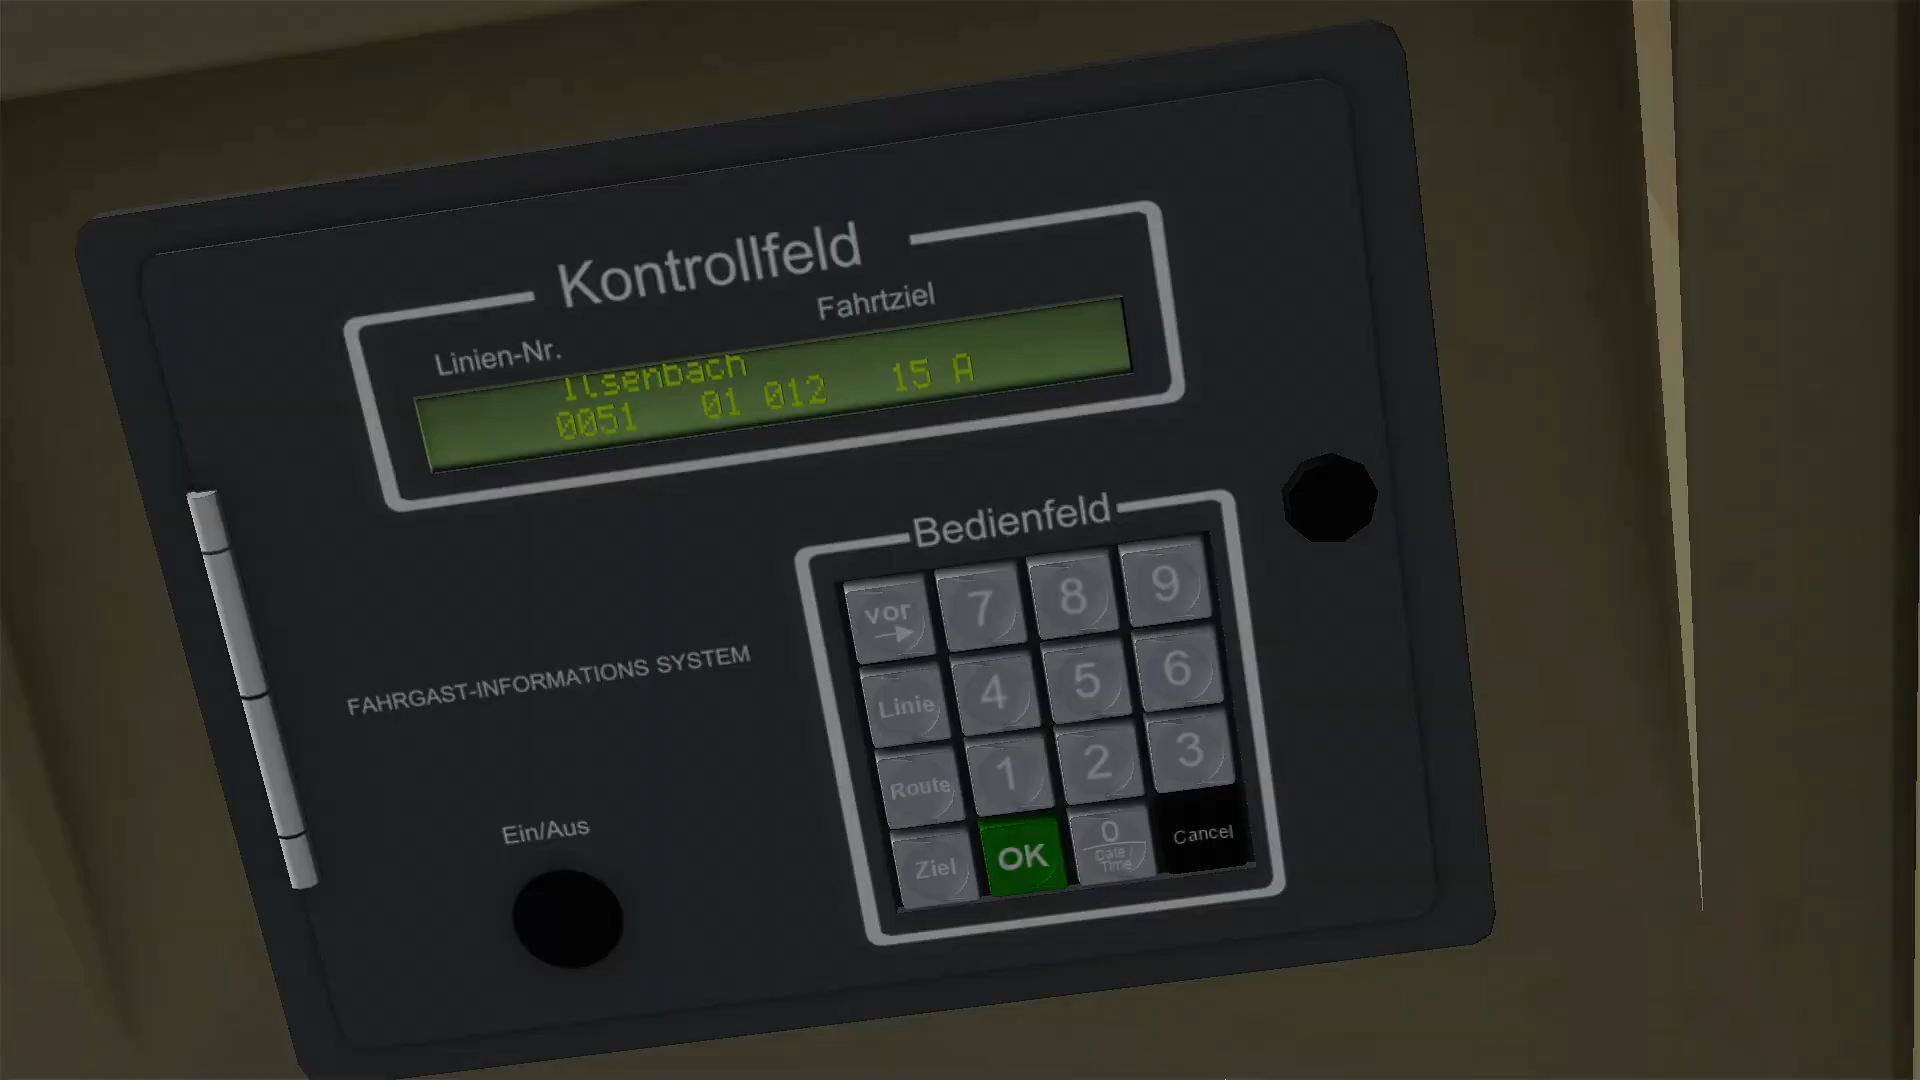 Kontrollfeld
Linien-Nr.
Fahrtziel
Ilsenbach
0051 01 012 15 A
Bedienfeld
vor 7 8 9
Linie 4 5 6
Route 1 2 3
Ziel OK 0 Date / Time Cancel
FAHRGAST-INFORMATIONS SYSTEM
Ein/Aus